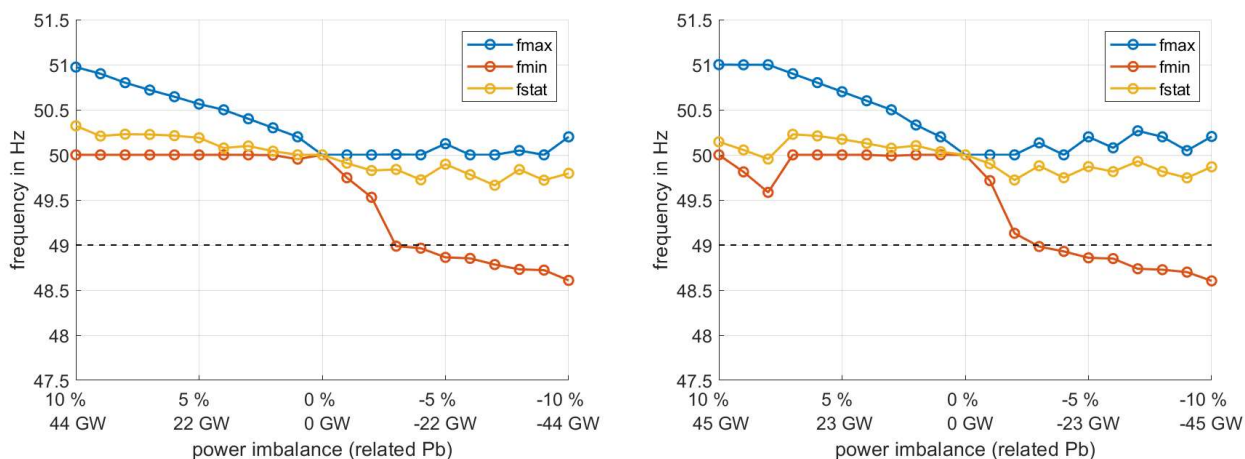 51.5
51
50.5
50
49.5
49
48.5
48
47.5
frequency in Hz
fmax
fmin
fstat
10 % 5 % 0 % -5% -10 %
44 GW 22 GW 0 GW -22 GW -44 GW
power imbalance (related Pb)
51.5
51
50.5
50
49.5
49
48.5
48
47.5
frequency in Hz
fmax
fmin
fstat
10 % 5 % 0 % -5% -10 %
45 GW 23 GW 0 GW -23 GW -45 GW
power imbalance (related Pb)